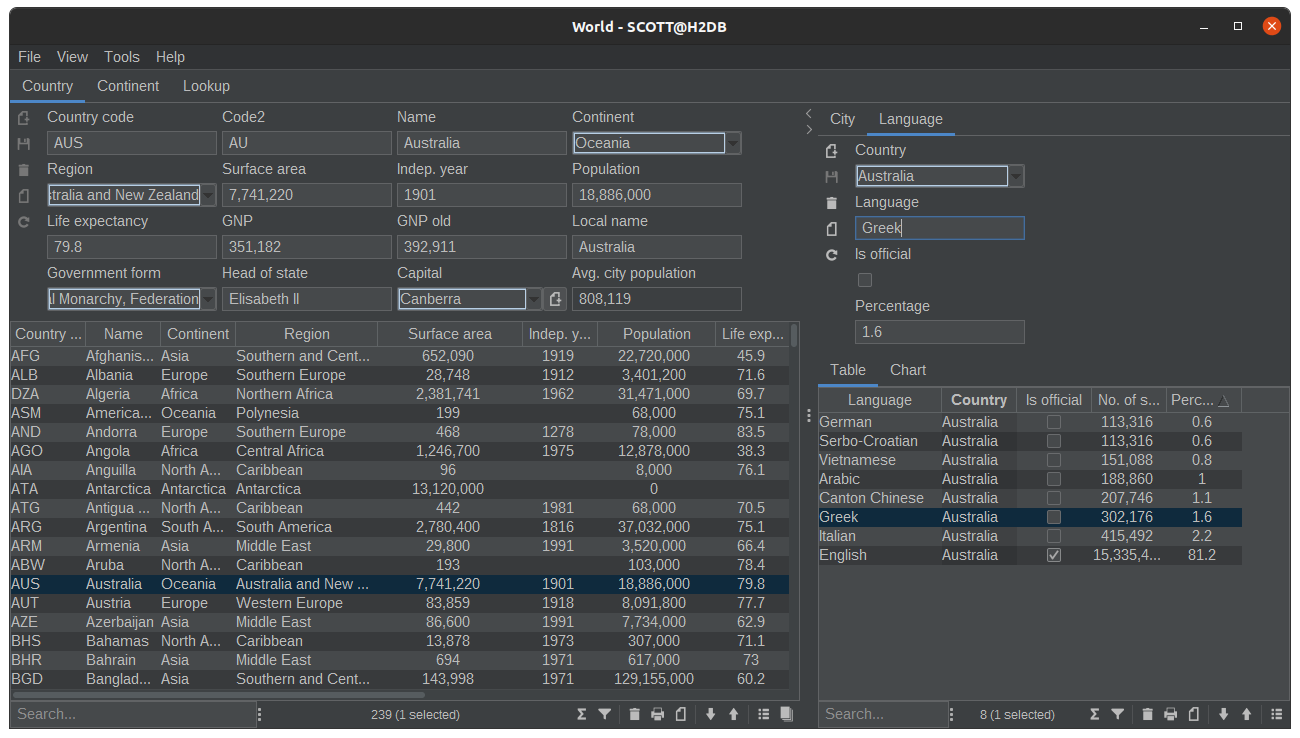 World - SCOTT@H2DB
File View Tools Help
Country Continent Lookup
Country code Code2 Name Continent
AUS AU Australia Oceania
Region Surface area Indep. year Population
stralia and New Zealand 7,741,220 1901 18,886,000
Life expectancy GNP GNP old Local name
79.8 351,182 392,911 Australia
Government form Head of state Capital Avg. city population
l Monarchy, Federation Elisabeth II Canberra 808,119
Country ... Name Continent Region Surface area Indep. y... Population Life exp...
AFG Afghanis... Asia Southern and Cent... 652,090 1919 22,720,000 45.9
ALB Albania Europe Southern Europe 28,748 1912 3,401,200 71.6
DZA Algeria Africa Northern Africa 2,381,741 1962 31,471,000 69.7
ASM America... Oceania Polynesia 199 68,000 75.1
AND Andorra Europe Southern Europe 468 1278 78,000 83.5
AGO Angola Africa Central Africa 1,246,700 1975 12,878,000 38.3
AIA Anguilla North A... Caribbean 96 8,000 76.1
ATA Antarctica Antarctica Antarctica 13,120,000 0
ATG Antigua ... North A... Caribbean 442 1981 68,000 70.5
ARG Argentina South A... South America 2,780,400 1816 37,032,000 75.1
ARM Armenia Asia Middle East 29,800 1991 3,520,000 66.4
ABW Aruba North A... Caribbean 193 103,000 78.4
AUS Australia Oceania Australia and New ... 7,741,220 1901 18,886,000 79.8
AUT Austria Europe Western Europe 83,859 1918 8,091,800 77.7
AZE Azerbaijan Asia Middle East 86,600 1991 7,734,000 62.9
BHS Bahamas North A... Caribbean 13,878 1973 307,000 71.1
BHR Bahrain Asia Middle East 694 1971 617,000 73
BGD Banglad... Asia Southern and Cent... 143,998 1971 129,155,000 60.2
Search... 239 (1 selected)
City Language
Country
Australia
Language
Greek
Is official
Percentage
1.6
Table Chart
Language Country Is official No. of s... Perc...
German Australia 113,316 0.6
Serbo-Croatian Australia 113,316 0.6
Vietnamese Australia 151,088 0.8
Arabic Australia 188,860 1
Canton Chinese Australia 207,746 1.1
Greek Australia 302,176 1.6
Italian Australia 415,492 2.2
English Australia 15,335,4... 81.2
Search... 8 (1 selected)